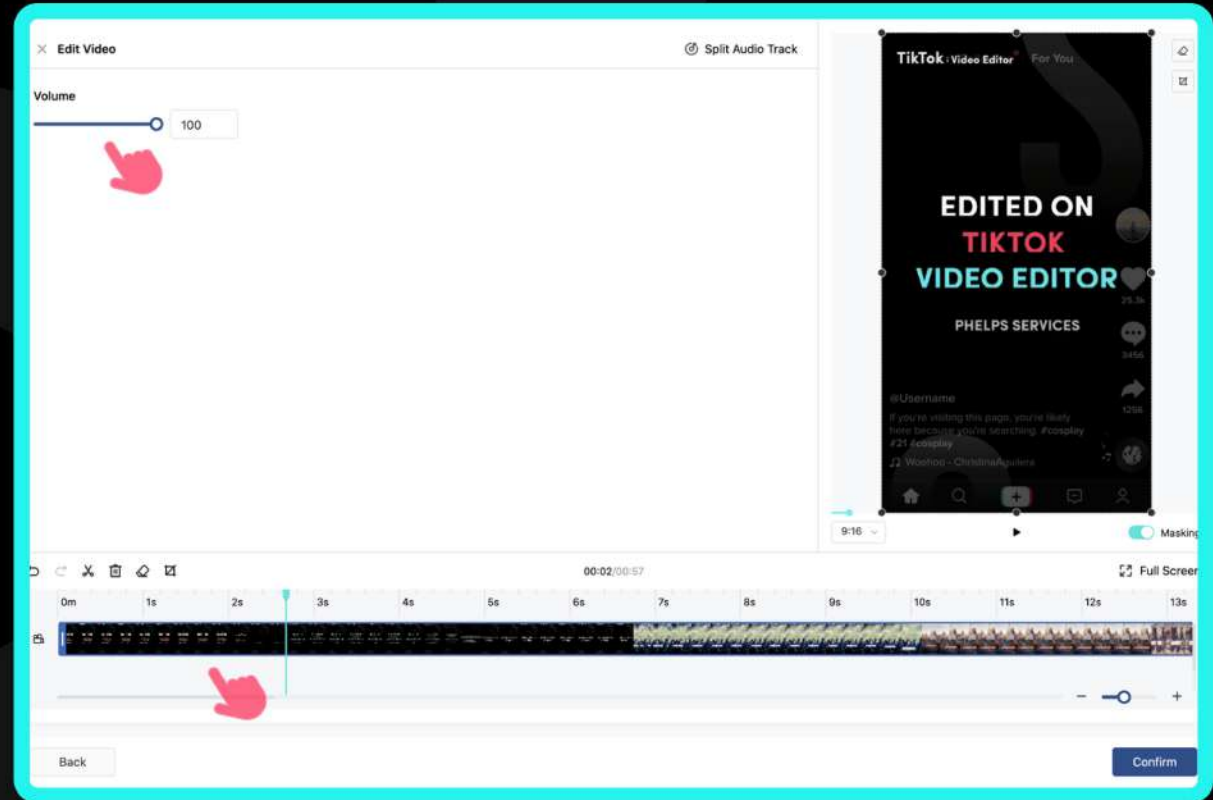 Edit Video
Split Audio Track
Volume
100
TikTok: Video Editor For You
EDITED ON
TIKTOK
VIDEO EDITOR
PHELPS SERVICES
25.3k
3456
1256
@Username
If you're visiting this page, you're likely
here because you're searching. #cosplay
#21 #cosplay
Woohoo - ChristinaAguilera
9:16
Masking
00:02/00:57
Full Screen
0m 1s 2s 3s 4s 5s 6s 7s 8s 9s 10s 11s 12s 13s
Back
Confirm